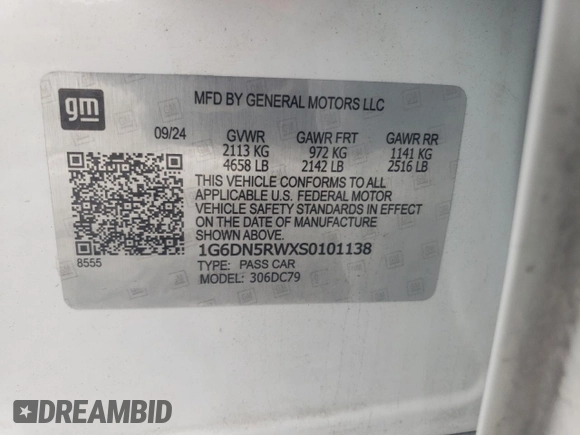 gm
MFD BY GENERAL MOTORS LLC
09/24 GVWR GAWR FRT GAWR RR
2113 KG 972 KG 1141 KG
4658 LB 2142 LB 2516 LB
THIS VEHICLE CONFORMS TO ALL
APPLICABLE U.S. FEDERAL MOTOR
VEHICLE SAFETY STANDARDS IN EFFECT
ON THE DATE OF MANUFACTURE
SHOWN ABOVE.
1G6DN5RWXS0101138
8555 TYPE: PASS CAR
MODEL: 306DC79
#DREAMBID